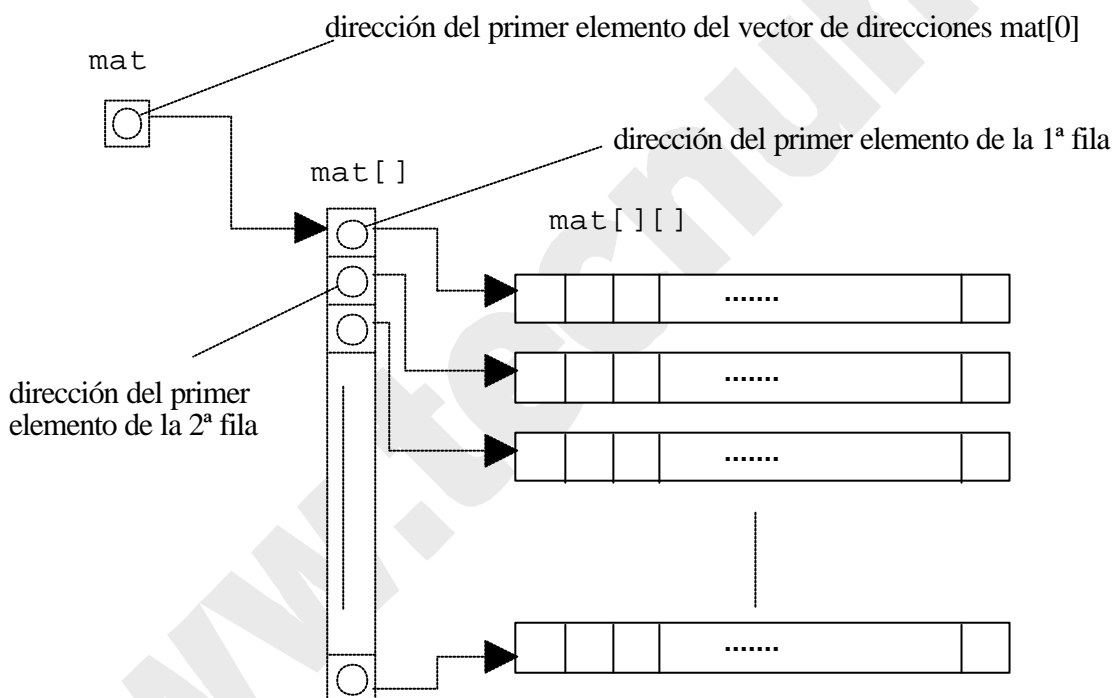 dirección del primer elemento del vector de direcciones mat[0]
mat
dirección del primer elemento de la 1ª fila
mat[]
mat[][]
.......
.......
dirección del primer
elemento de la 2ª fila
.......
.......